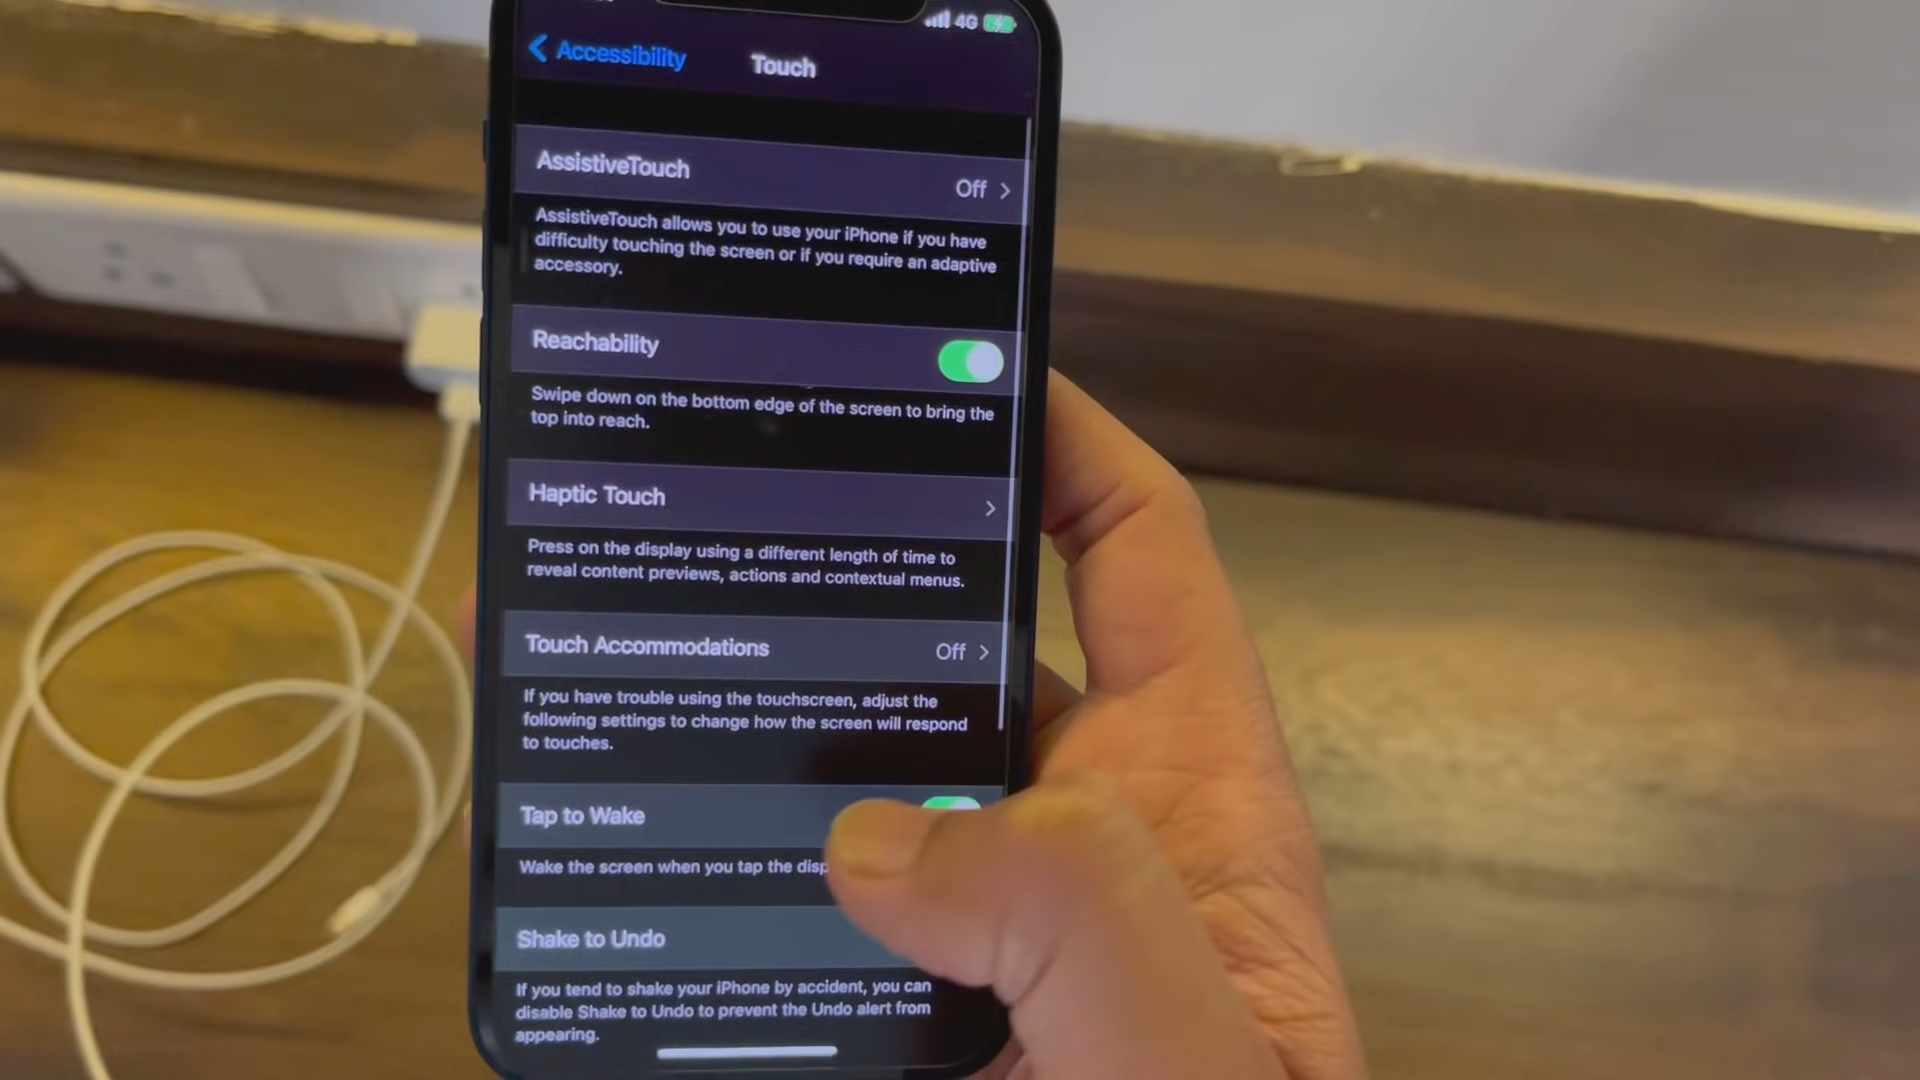 4G
Accessibility
Touch
AssistiveTouch
Off
AssistiveTouch allows you to use your iPhone if you have
difficulty touching the screen or if you require an adaptive
accessory.
Reachability
Swipe down on the bottom edge of the screen to bring the
top into reach.
Haptic Touch
Press on the display using a different length of time to
reveal content previews, actions and contextual menus.
Touch Accommodations
Off
If you have trouble using the touchscreen, adjust the
following settings to change how the screen will respond
to touches.
Tap to Wake
Wake the screen when you tap the
Shake to Undo
If you tend to shake your iPhone by accident, you can
disable Shake to Undo to prevent the Undo alert from
appearing.